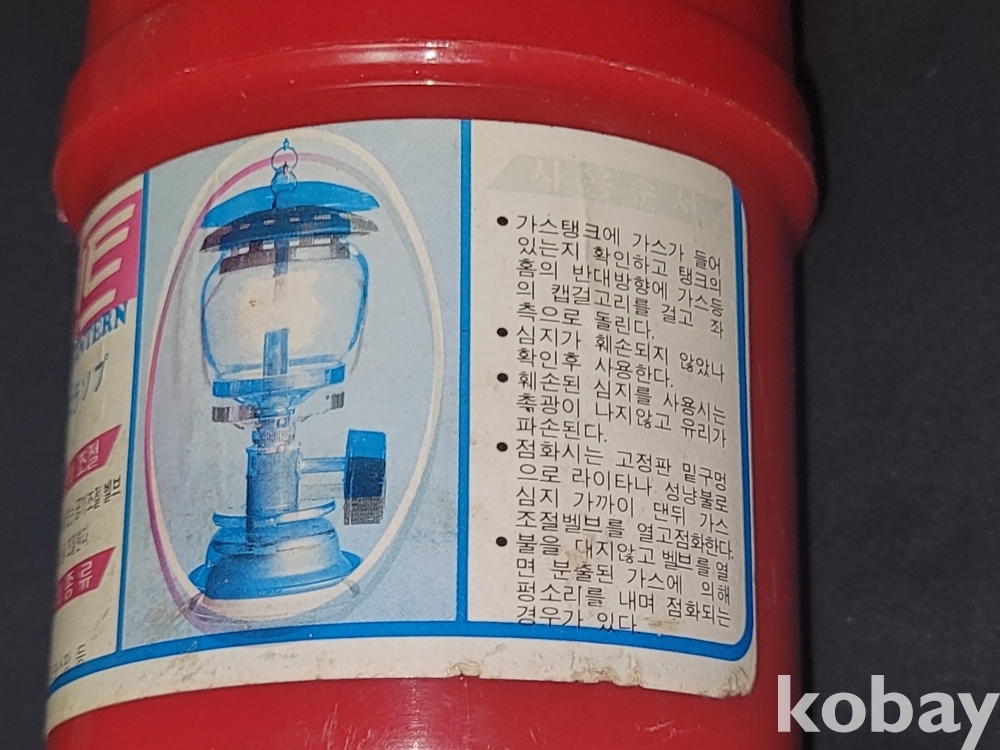 NTERN
조절
종류
사용순서
• 가스탱크에 가스가 들어
있는지 확인하고 탱크의
홈의 반대방향에 가스등
의 캡걸고리를 걸고 좌
측으로 돌린다.
• 심지가 훼손되지 않았나
확인후 사용한다.
• 훼손된 심지를 사용시는
촉광이 나지않고 유리가
파손된다.
• 점화시는 고정판 밑구멍
으로 라이타나 성냥불로
심지 가까이 댄뒤 가스
조절벨브를 열고점화한다.
• 불을 대지않고 벨브를 열
면 분출된 가스에 의해
펑소리를 내며 점화되는
경우가 있다
kobay